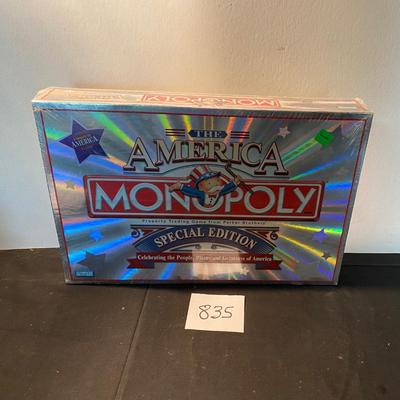 THE
AMERICA
AMERICA
MONOPOLY
Property Trading Game from Parker Brothers
SPECIAL EDITION
Celebrating the People, Places and Greatness of America
835